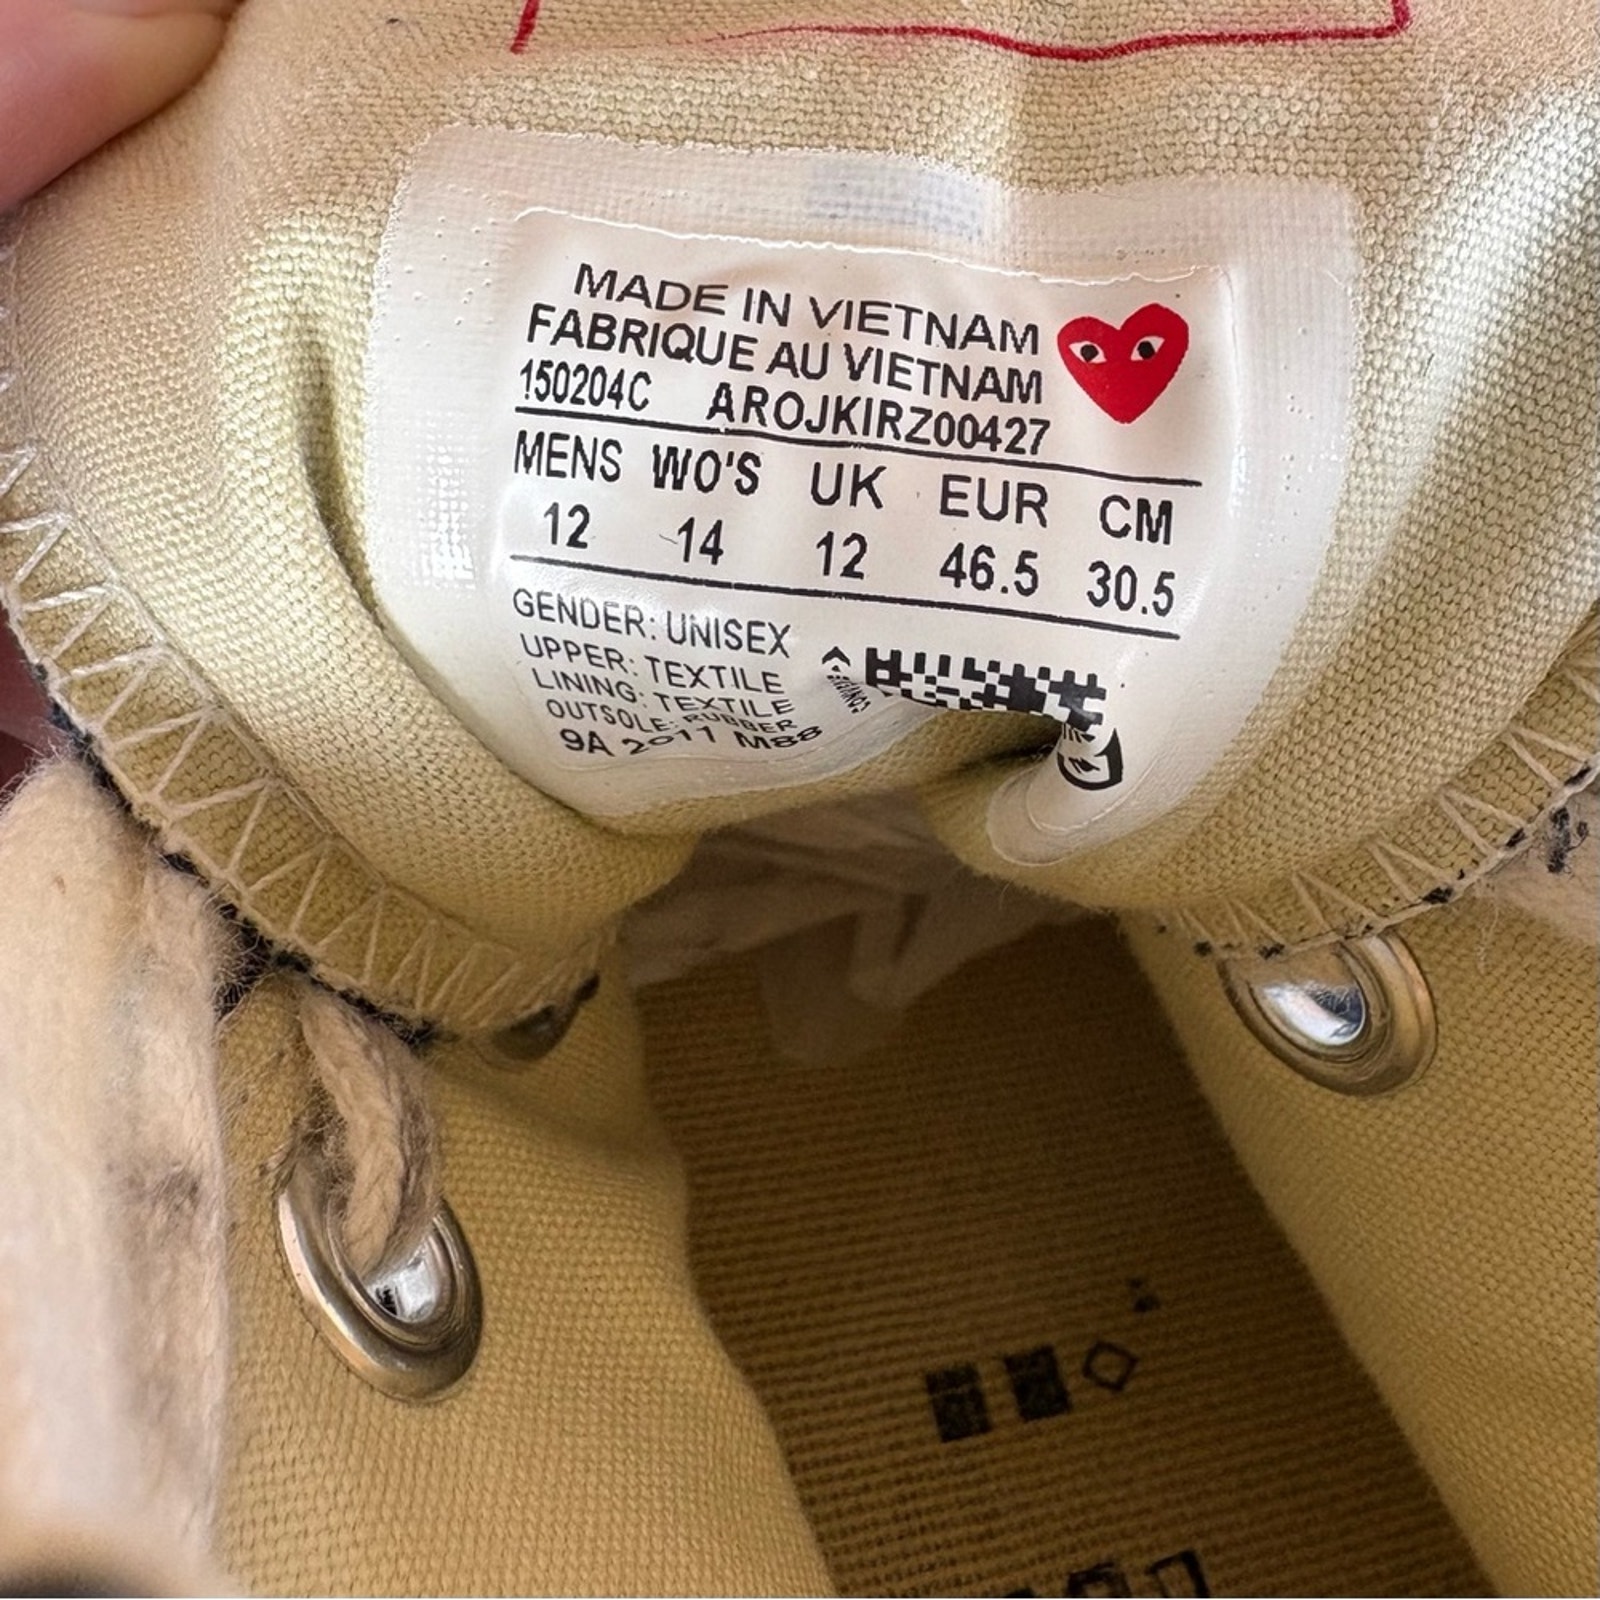 MADE IN VIETNAM
FABRIQUE AU VIETNAM
150204C AROJKIRZ00427
MENS WO'S UK EUR CM
12 14 12 46.5 30.5
GENDER: UNISEX
UPPER: TEXTILE
LINING: TEXTILE
OUTSOLE: RUBBER
9A 2011 M88